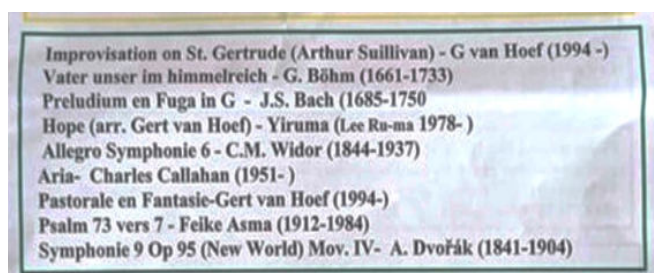 Improvisation on St. Gertrude (Arthur Suillivan) - G van Hoef (1994 -)
Vater unser im himmelreich - G. Böhm (1661-1733)
Preludium en Fuga in G - J.S. Bach (1685-1750
Hope (arr. Gert van Hoef) - Yiruma (Lee Ru-ma 1978- )
Allegro Symphonie 6 - C.M. Widor (1844-1937)
Aria- Charles Callahan (1951- )
Pastorale en Fantasie-Gert van Hoef (1994-)
Psalm 73 vers 7 - Feike Asma (1912-1984)
Symphonie 9 Op 95 (New World) Mov. IV- A. Dvořák (1841-1904)